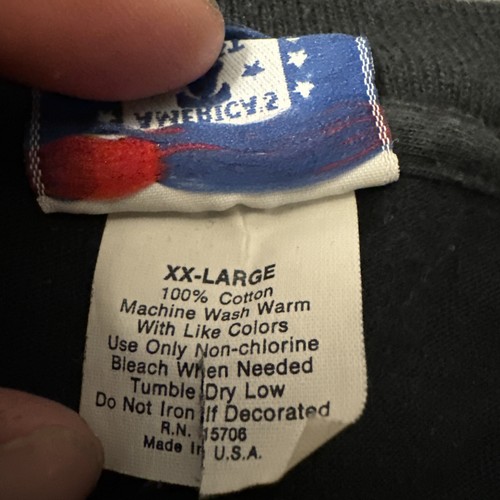 AMERICA'S
XX-LARGE
100% Cotton
Machine Wash Warm
With Like Colors
Use Only Non-chlorine
Bleach When Needed
Tumble Dry Low
Do Not Iron If Decorated
R.N. 15706
Made In U.S.A.